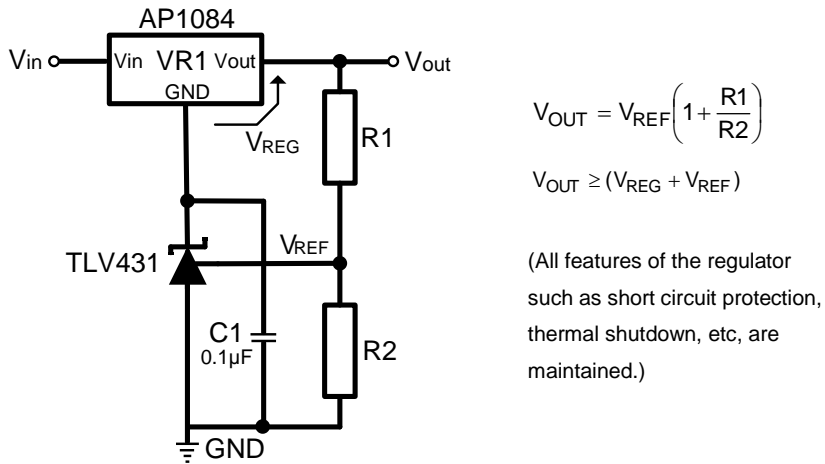 AP1084
Vin
Vin VR1 Vout
GND
Vout
VREG
R1
TLV431
VREF
C1
0.1µF
R2
GND
VOUT = VREF(1 + R1/R2)
VOUT ≥ (VREG + VREF)
(All features of the regulator
such as short circuit protection,
thermal shutdown, etc, are
maintained.)